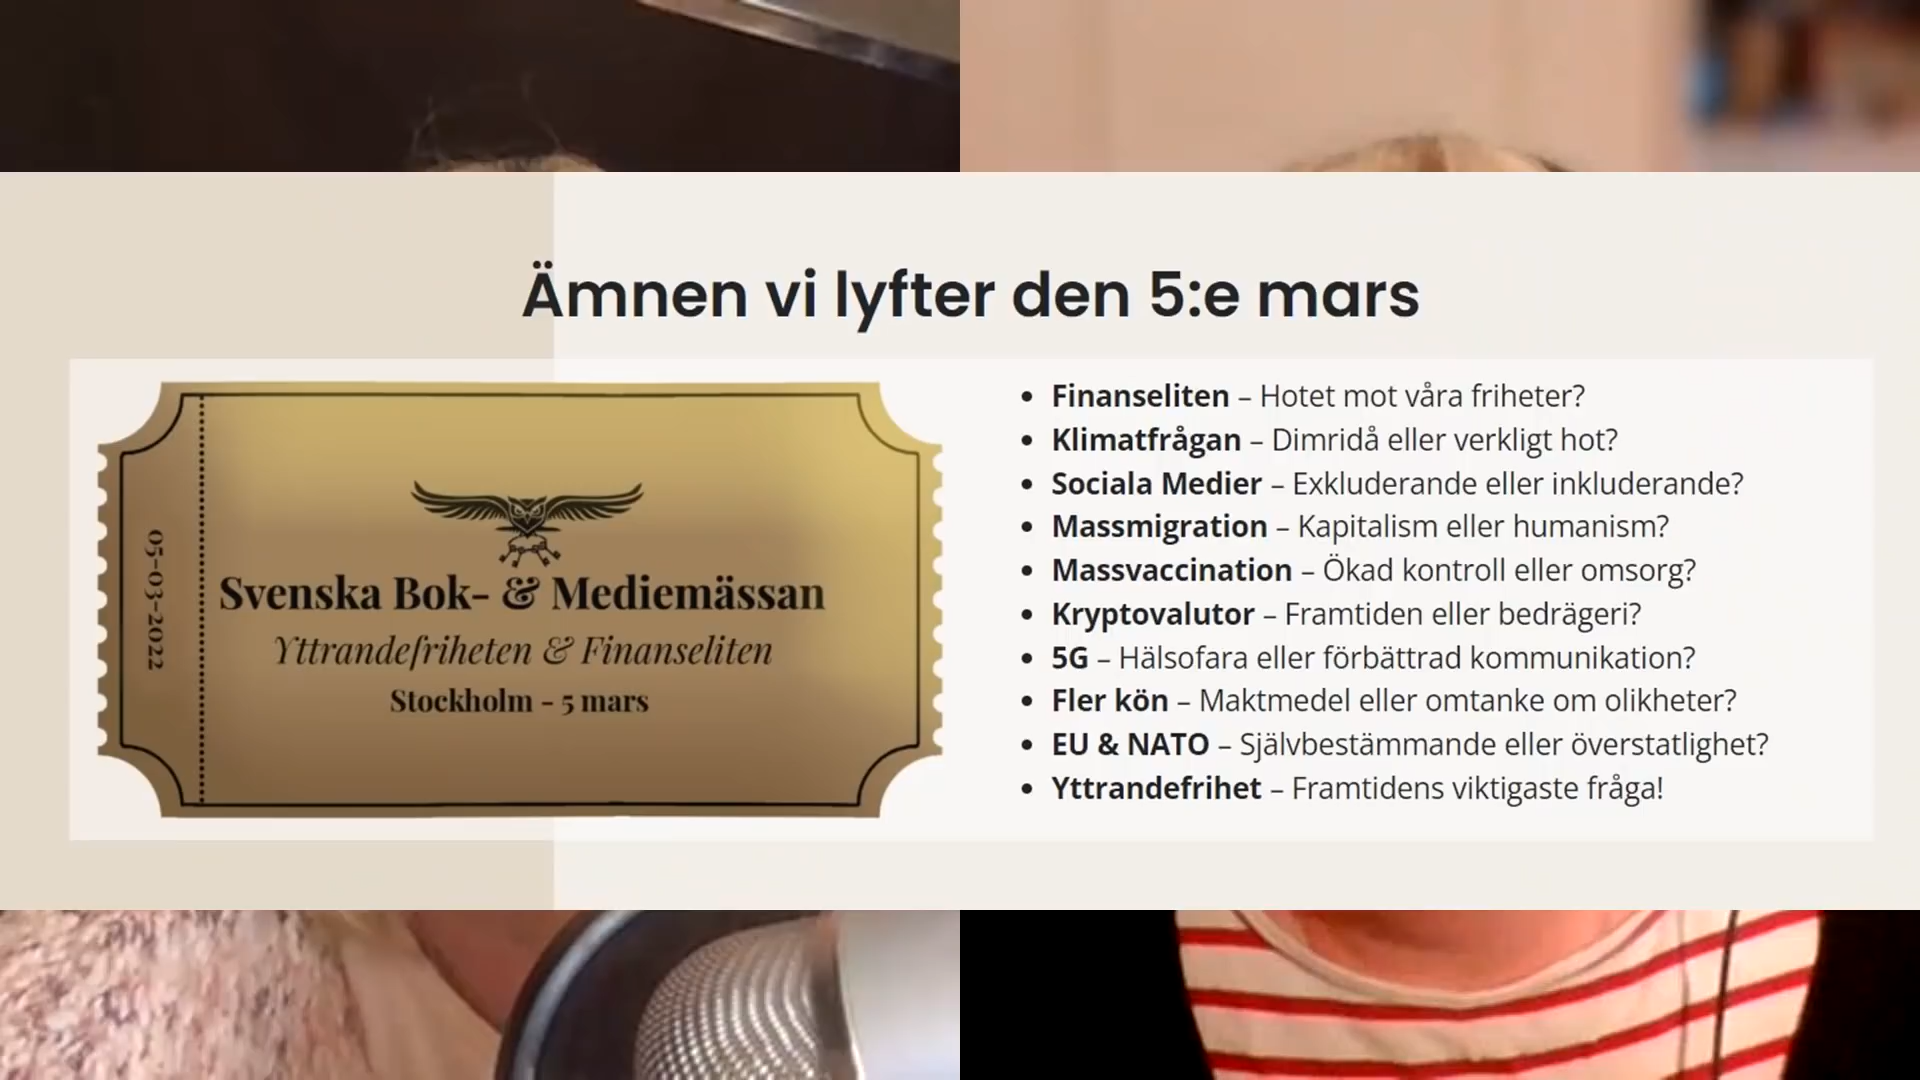 Ämnen vi lyfter den 5:e mars
05-03-2022
Svenska Bok- & Mediemässan
Yttrandefriheten & Finanseliten
Stockholm - 5 mars
• Finanseliten – Hotet mot våra friheter?
• Klimatfrågan – Dimridå eller verkligt hot?
• Sociala Medier – Exkluderande eller inkluderande?
• Massmigration – Kapitalism eller humanism?
• Massvaccination – Ökad kontroll eller omsorg?
• Kryptovalutor – Framtiden eller bedrägeri?
• 5G – Hälsofara eller förbättrad kommunikation?
• Fler kön – Maktmedel eller omtanke om olikheter?
• EU & NATO – Självbestämmande eller överstatlighet?
• Yttrandefrihet – Framtidens viktigaste fråga!